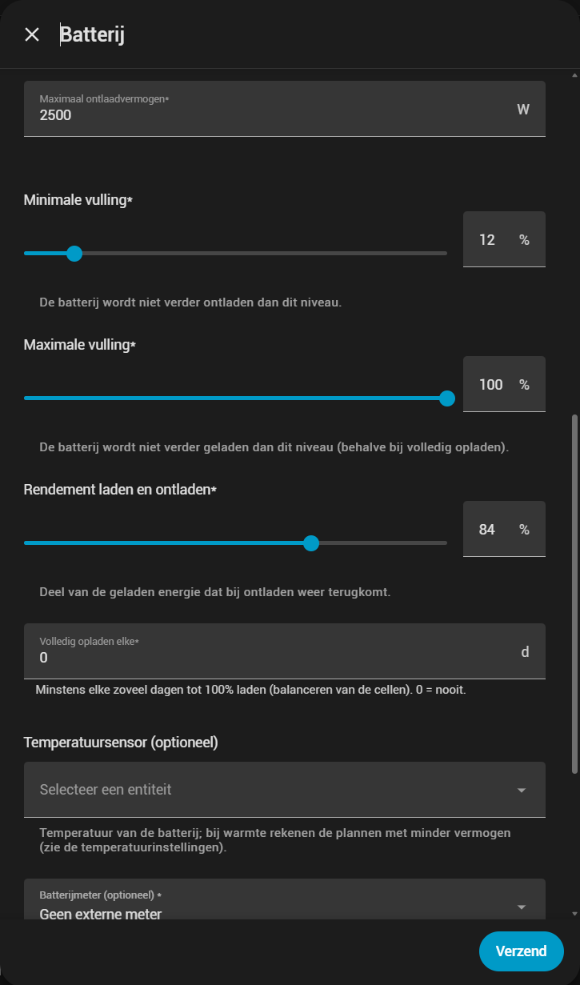 Batterij
Maximaal ontlaadvermogen*
2500
W
Minimale vulling*
12 %
De batterij wordt niet verder ontladen dan dit niveau.
Maximale vulling*
100 %
De batterij wordt niet verder geladen dan dit niveau (behalve bij volledig opladen).
Rendement laden en ontladen*
84 %
Deel van de geladen energie dat bij ontladen weer terugkomt.
Volledig opladen elke*
0
d
Minstens elke zoveel dagen tot 100% laden (balanceren van de cellen). 0 = nooit.
Temperatuursensor (optioneel)
Selecteer een entiteit
Temperatuur van de batterij; bij warmte rekenen de plannen met minder vermogen
(zie de temperatuurinstellingen).
Batterijmeter (optioneel) *
Geen externe meter
Verzend